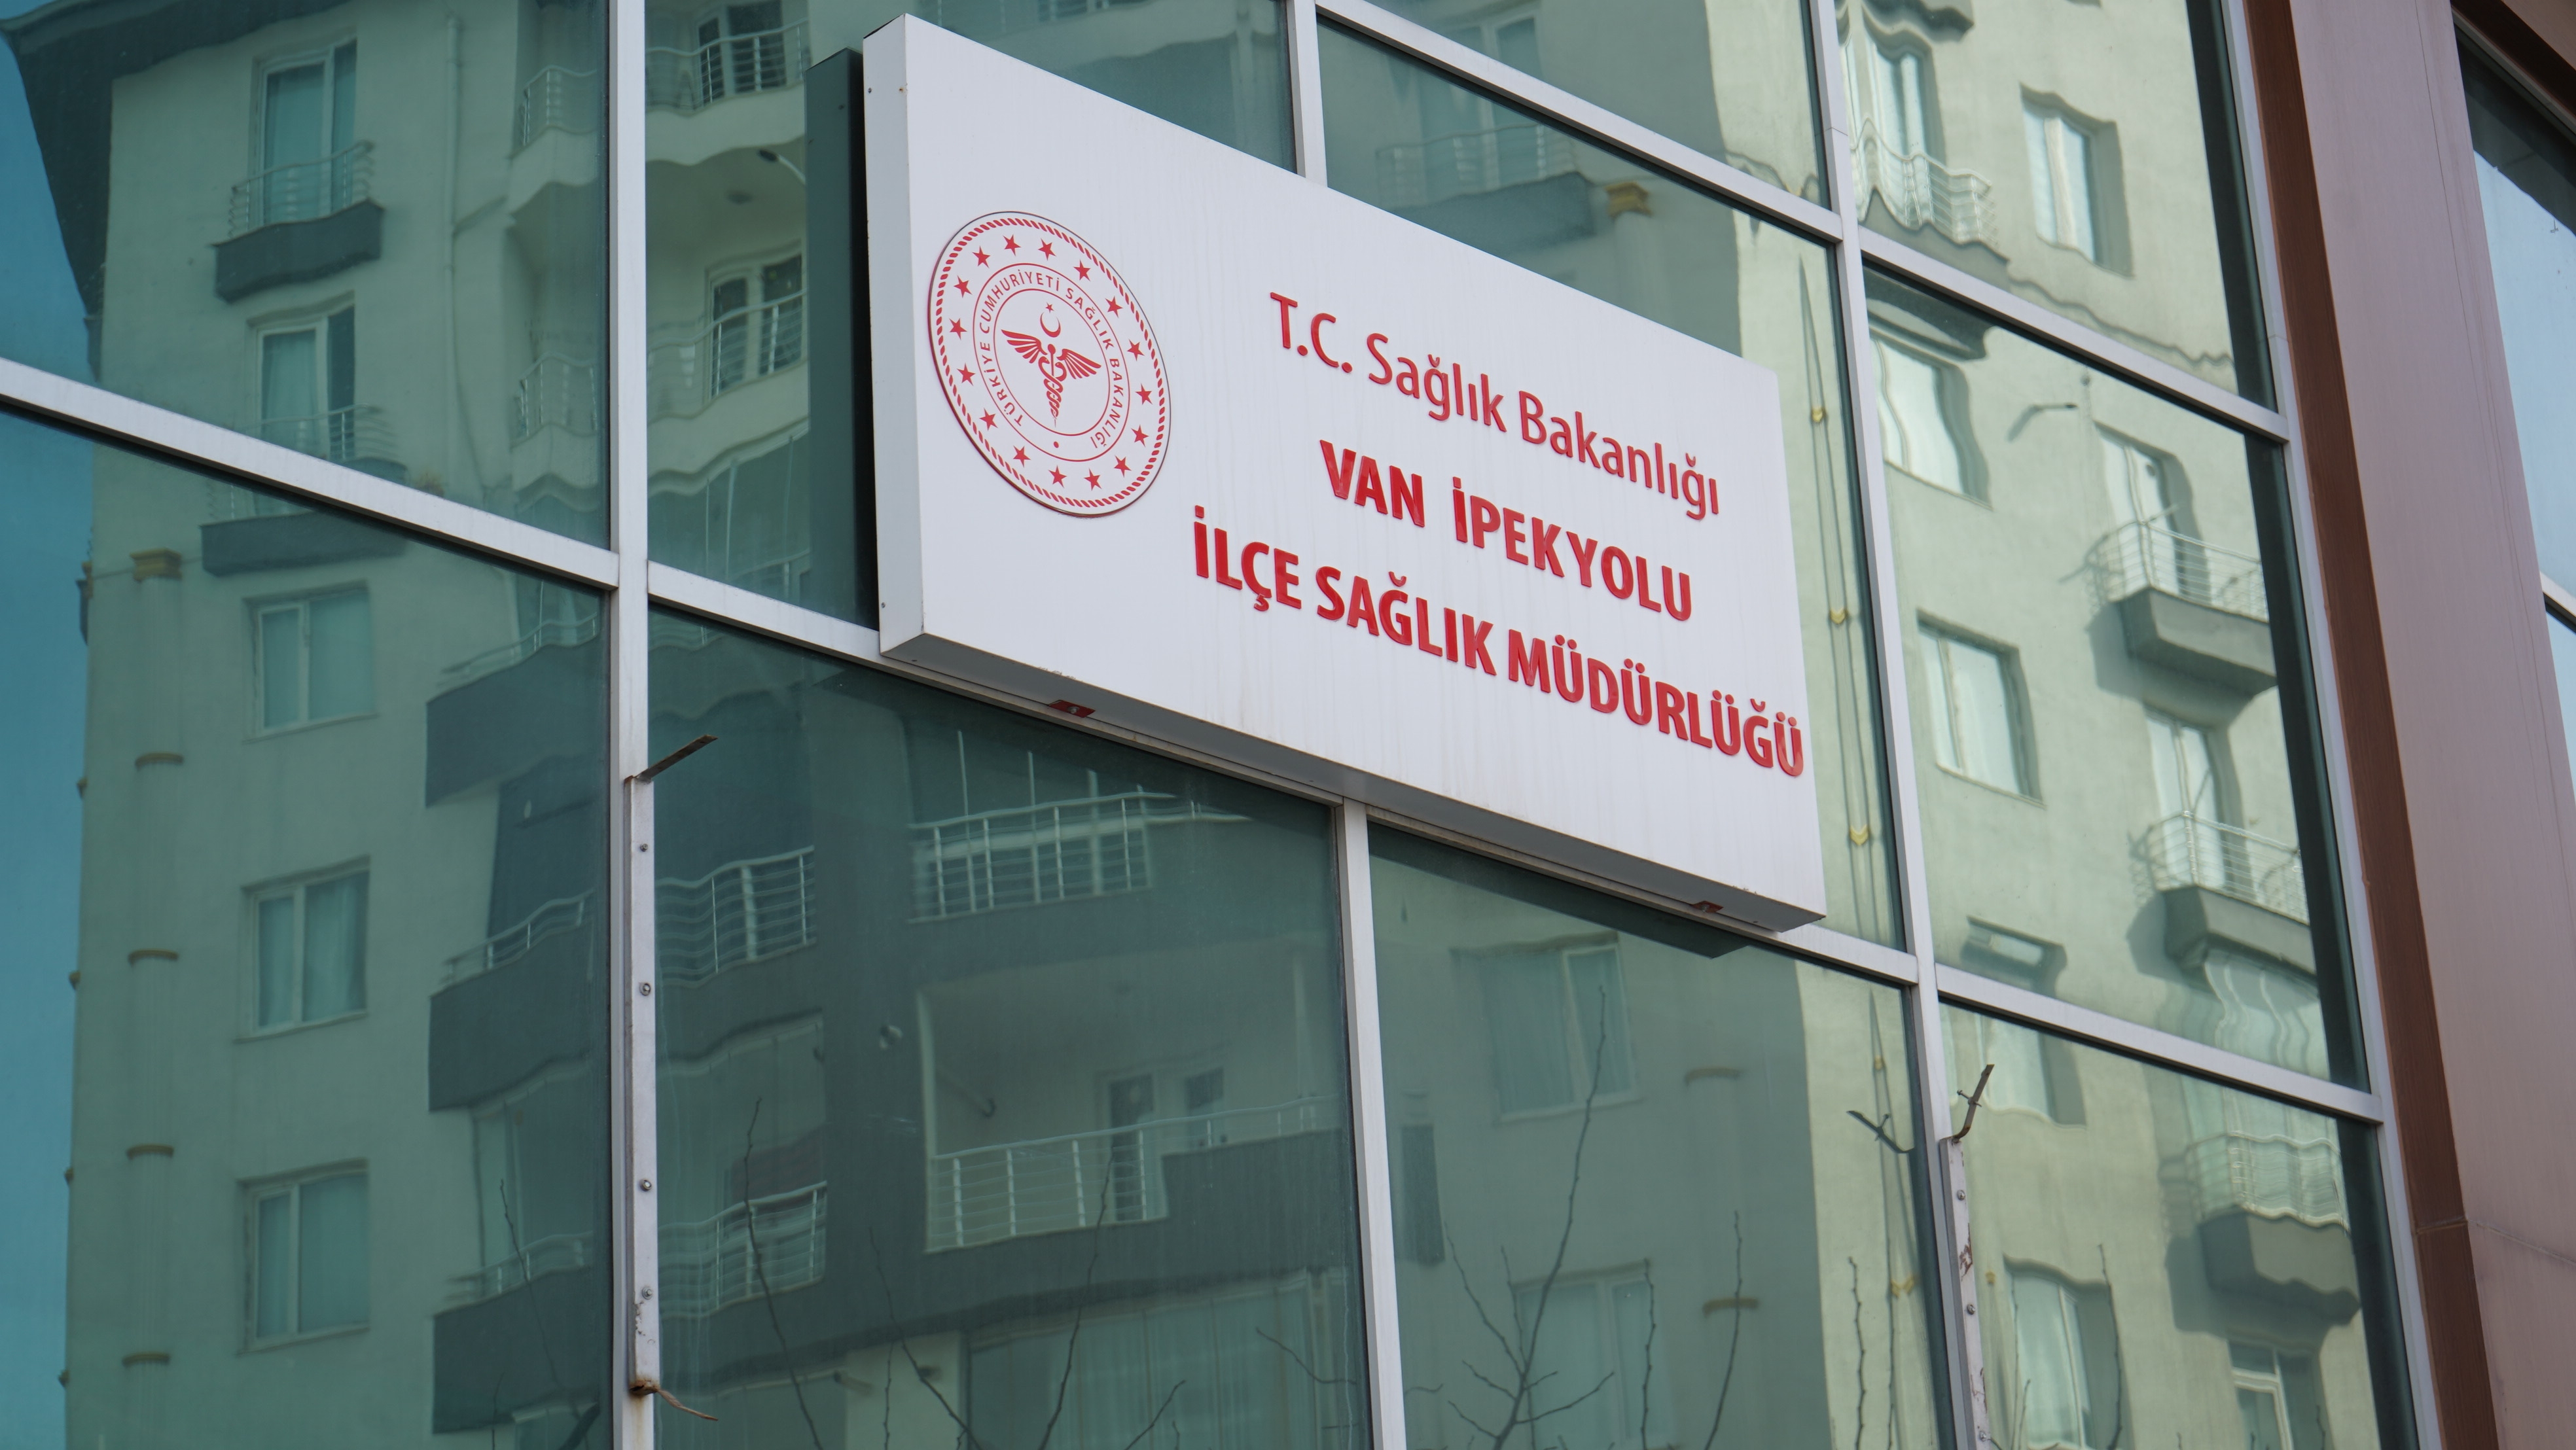 TÜRKİYE CUMHURİYETİ SAĞLIK BAKANLIĞI
T.C. Sağlık Bakanlığı
VAN İPEKYOLU
İLÇE SAĞLIK MÜDÜRLÜĞÜ